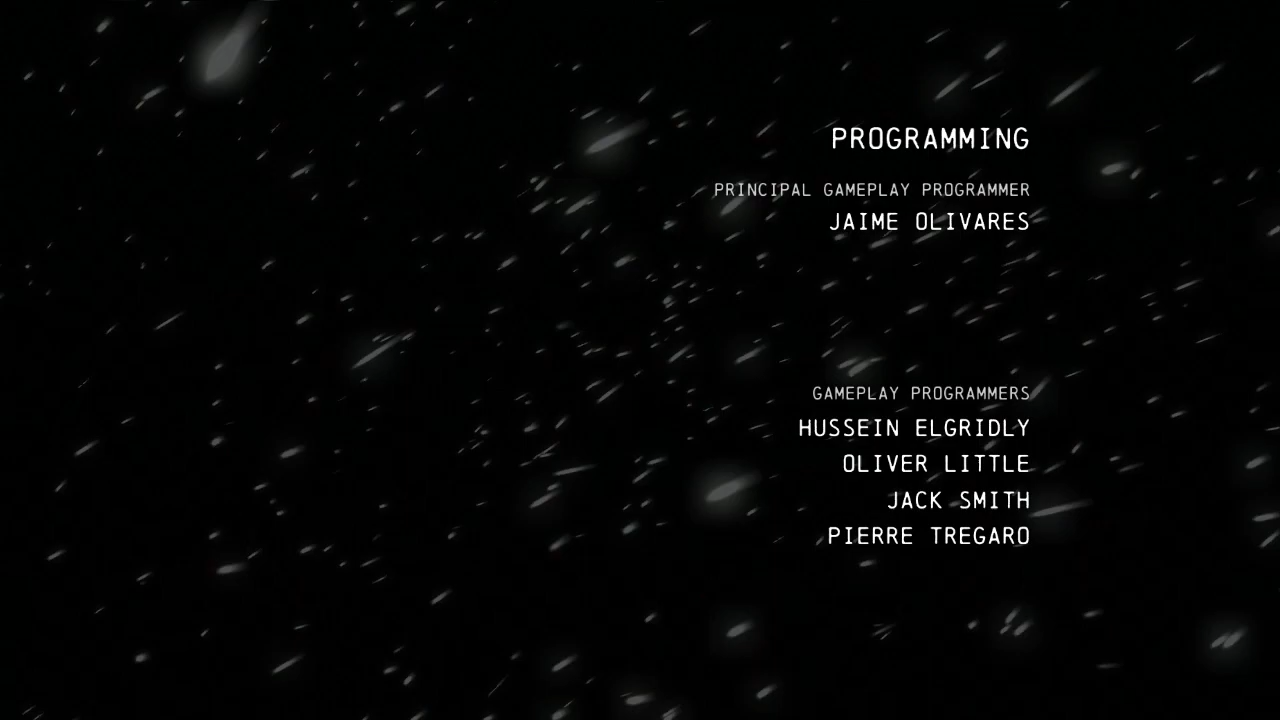 PROGRAMMING
PRINCIPAL GAMEPLAY PROGRAMMER
JAIME OLIVARES
GAMEPLAY PROGRAMMERS
HUSSEIN ELGRIDLY
OLIVER LITTLE
JACK SMITH
PIERRE TREGARO